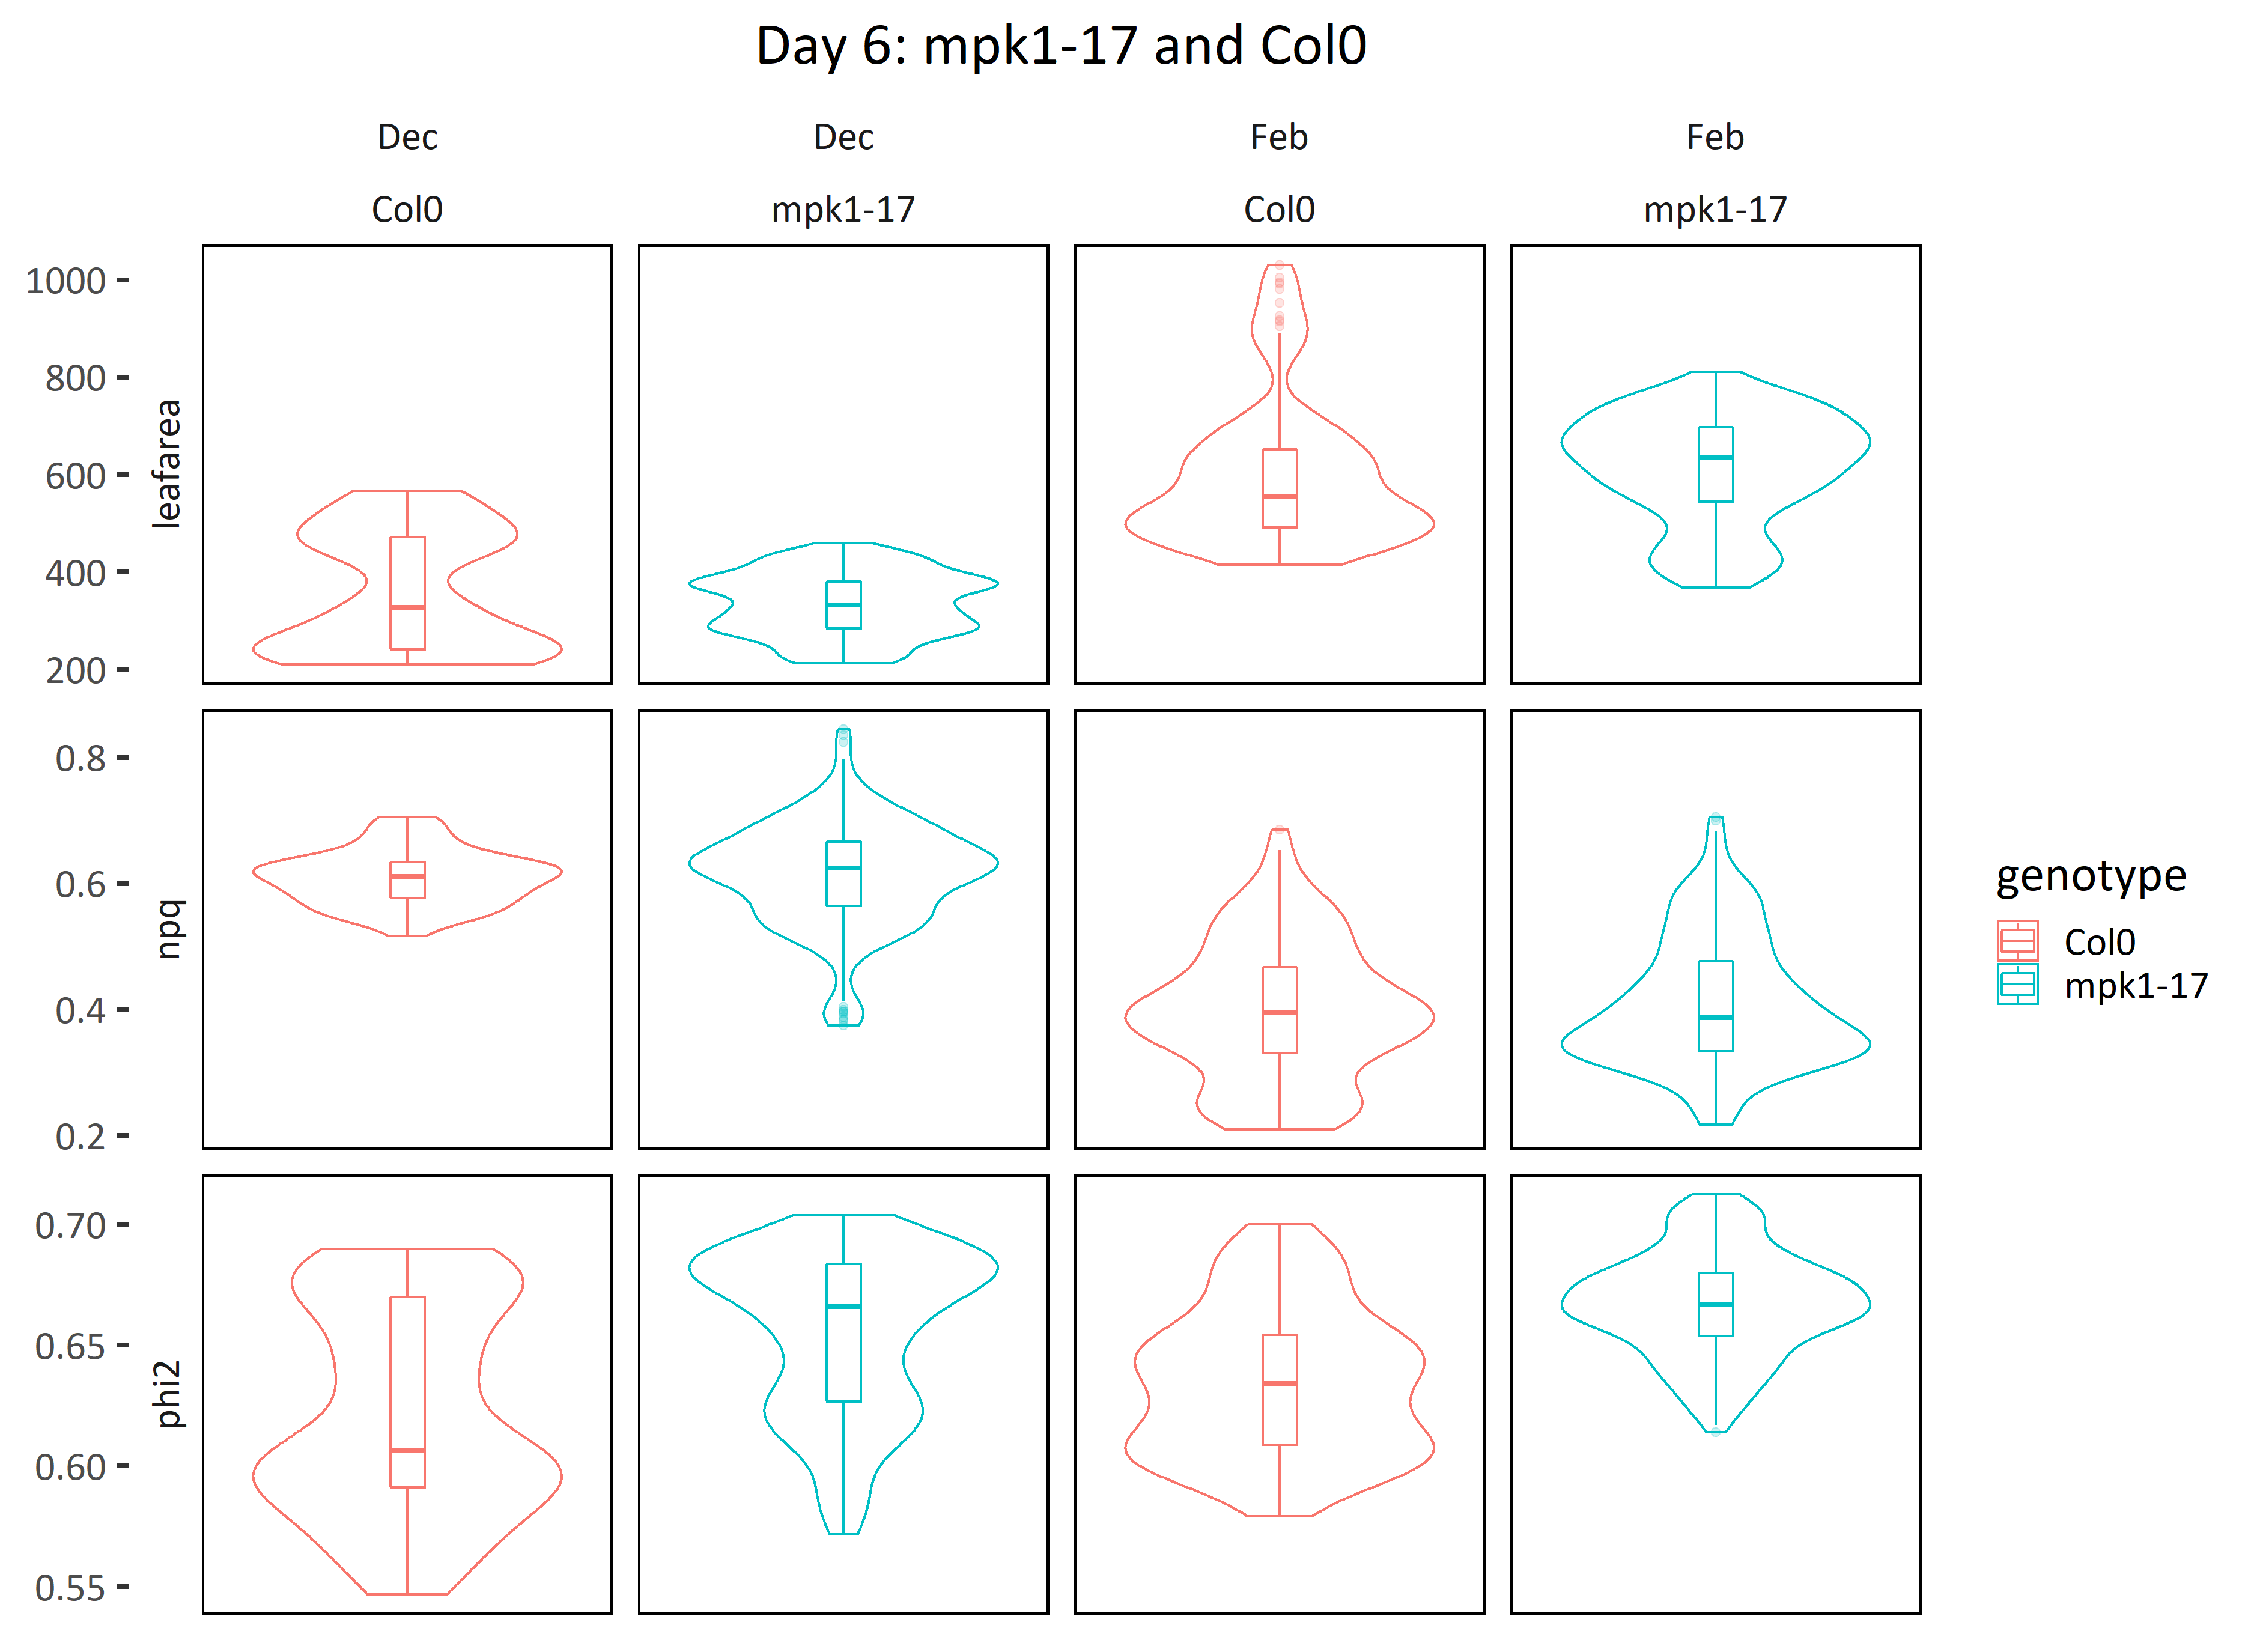 Day 6: mpk1-17 and Col0
Dec
Dec
Feb
Feb
Col0
mpk1-17
Col0
mpk1-17
1000
800
600
400
200
leafarea
0.8
0.6
0.4
0.2
npq
0.70
0.65
0.60
0.55
phi2
genotype
Col0
mpk1-17